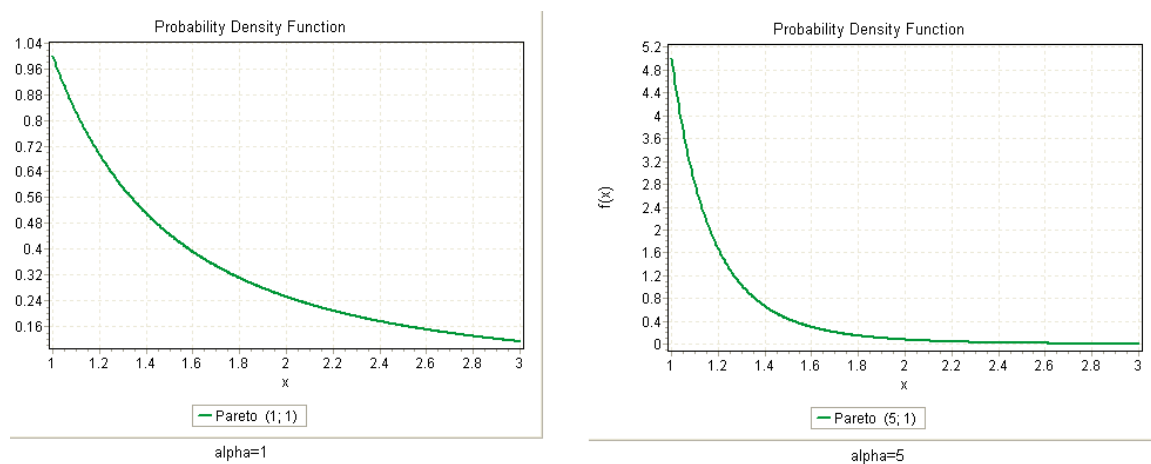 Probability Density Function
1.04
0.96
0.88
0.8
0.72
0.64
0.56
0.48
0.4
0.32
0.24
0.16
1 1.2 1.4 1.6 1.8 2 2.2 2.4 2.6 2.8 3
x
Pareto (1; 1)
alpha=1
Probability Density Function
f(x)
5.2
4.8
4.4
4
3.6
3.2
2.8
2.4
2
1.6
1.2
0.8
0.4
0
1 1.2 1.4 1.6 1.8 2 2.2 2.4 2.6 2.8 3
x
Pareto (5; 1)
alpha=5